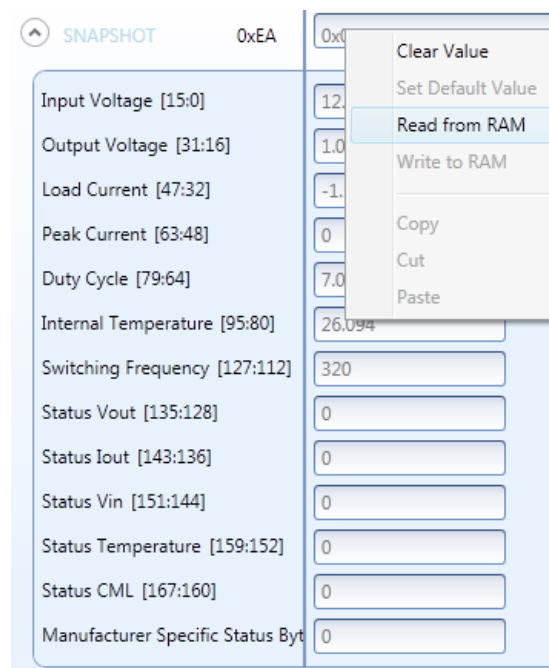 SNAPSHOT 0xEA 0x0
Clear Value
Set Default Value
Read from RAM
Write to RAM
Copy
Cut
Paste
Input Voltage [15:0] 12.
Output Voltage [31:16] 1.0
Load Current [47:32] -1.
Peak Current [63:48] 0
Duty Cycle [79:64] 7.0
Internal Temperature [95:80] 26.094
Switching Frequency [127:112] 320
Status Vout [135:128] 0
Status Iout [143:136] 0
Status Vin [151:144] 0
Status Temperature [159:152] 0
Status CML [167:160] 0
Manufacturer Specific Status Byt 0